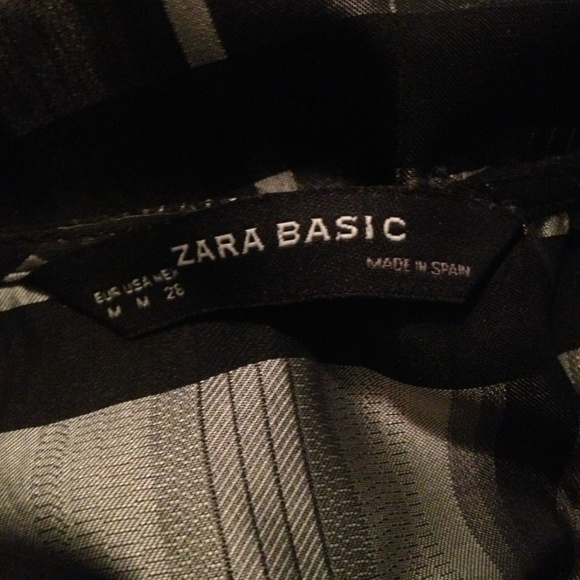 ZARA BASIC
MADE IN SPAIN
EUR USA MEX
M M 26